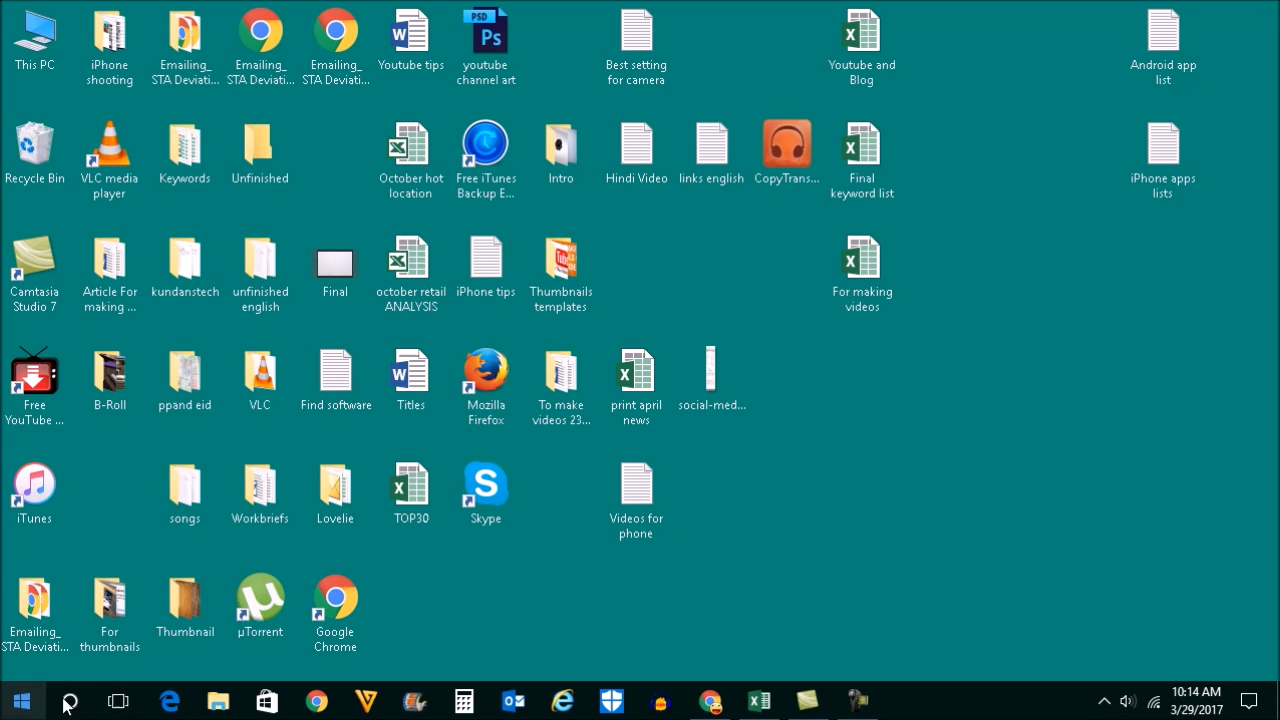 This PC
iPhone
shooting
Emailing_
STA Deviati...
Emailing_
STA Deviati...
Emailing_
STA Deviati...
Youtube tips
PSD
Ps
youtube
channel art
Best setting
for camera
Youtube and
Blog
Android app
list
Recycle Bin
VLC media
player
Keywords
Unfinished
October hot
location
Free iTunes
Backup E...
Intro
Hindi Video
links english
CopyTrans...
Final
keyword list
iPhone apps
lists
Camtasia
Studio 7
Article For
making ...
kundanstech
unfinished
english
Final
october retail
ANALYSIS
iPhone tips
Thumbnails
templates
For making
videos
Free
YouTube ...
B-Roll
ppand eid
VLC
Find software
Titles
Mozilla
Firefox
To make
videos 23...
print april
news
social-med...
iTunes
songs
Workbriefs
Lovelie
TOP30
Skype
Videos for
phone
Emailing_
STA Deviati...
For
thumbnails
Thumbnail
µTorrent
Google
Chrome
10:14 AM
3/29/2017